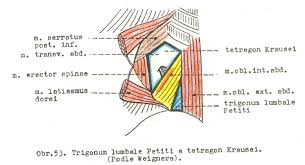 m. serratus
post. inf.
m. transv. abd.
m. erector spinae
m. latissmus
dorsi
tetragon Krausei
m.obl.int.abd.
m.obl. ext. abd.
trigonum lumbale
Petiti
Obr.53. Trigonum lumbale Petiti a tetragon Krausei.
(Podle Weignera).